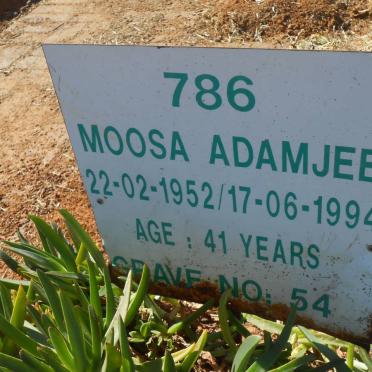 786
MOOSA ADAMJEE
22-02-1952/17-06-1994
AGE : 41 YEARS
GRAVE NO: 54